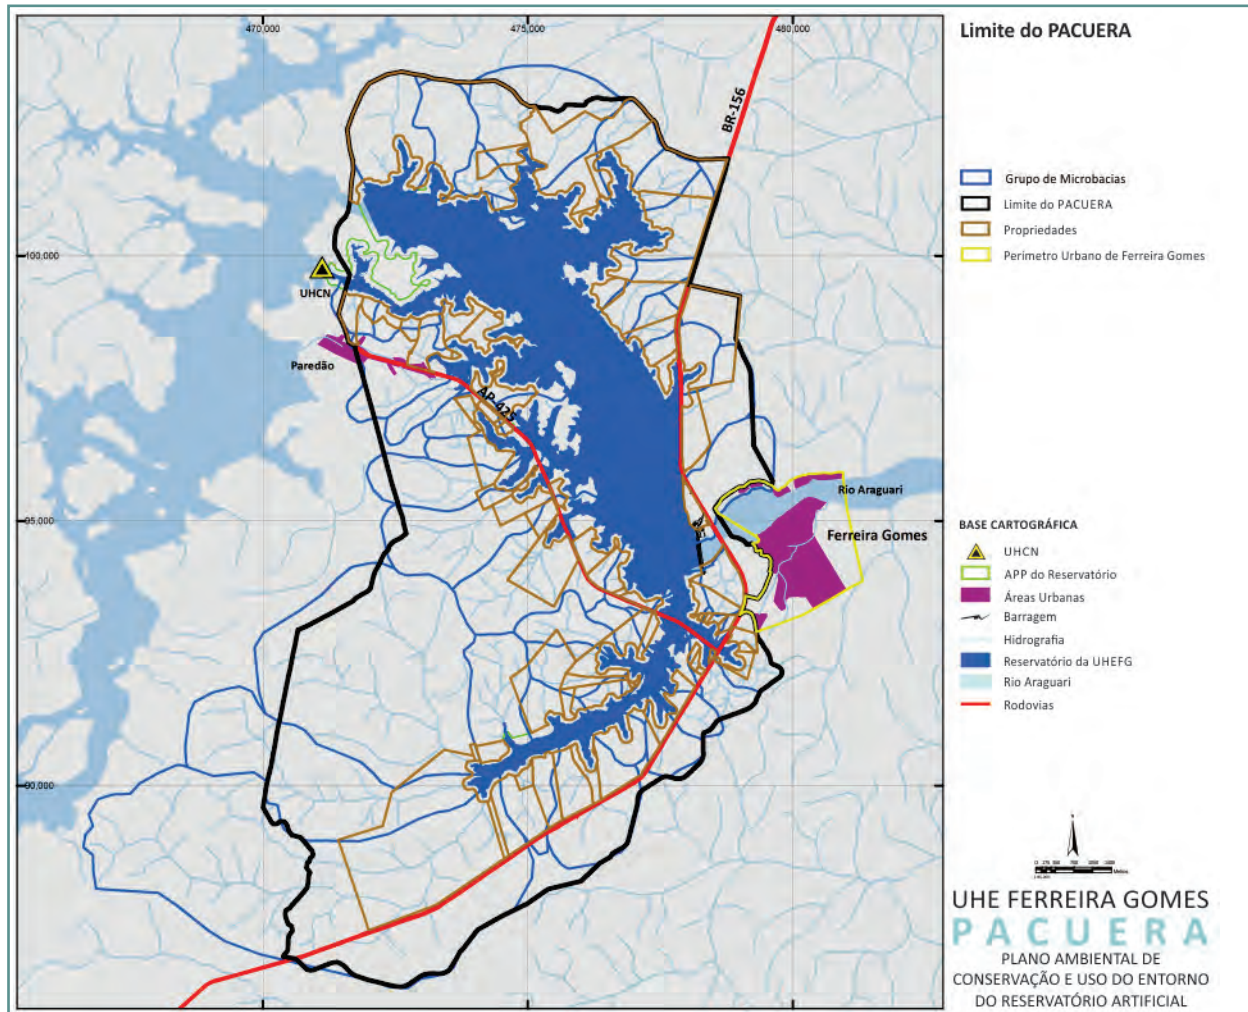 Limite do PACUERA
470,000
475,000
480,000
BR-156
Grupo de Microbacias
Limite do PACUERA
Propriedades
Perímetro Urbano de Ferreira Gomes
100,000
UHCN
Paredão
AP-425
Rio Araguari
95,000
Ferreira Gomes
BASE CARTOGRÁFICA
UHCN
APP do Reservatório
Áreas Urbanas
Barragem
Hidrografia
Reservatório da UHEFG
Rio Araguari
Rodovias
90,000
Metros
UHE FERREIRA GOMES
PACUERA
PLANO AMBIENTAL DE
CONSERVAÇÃO E USO DO ENTORNO
DO RESERVATÓRIO ARTIFICIAL